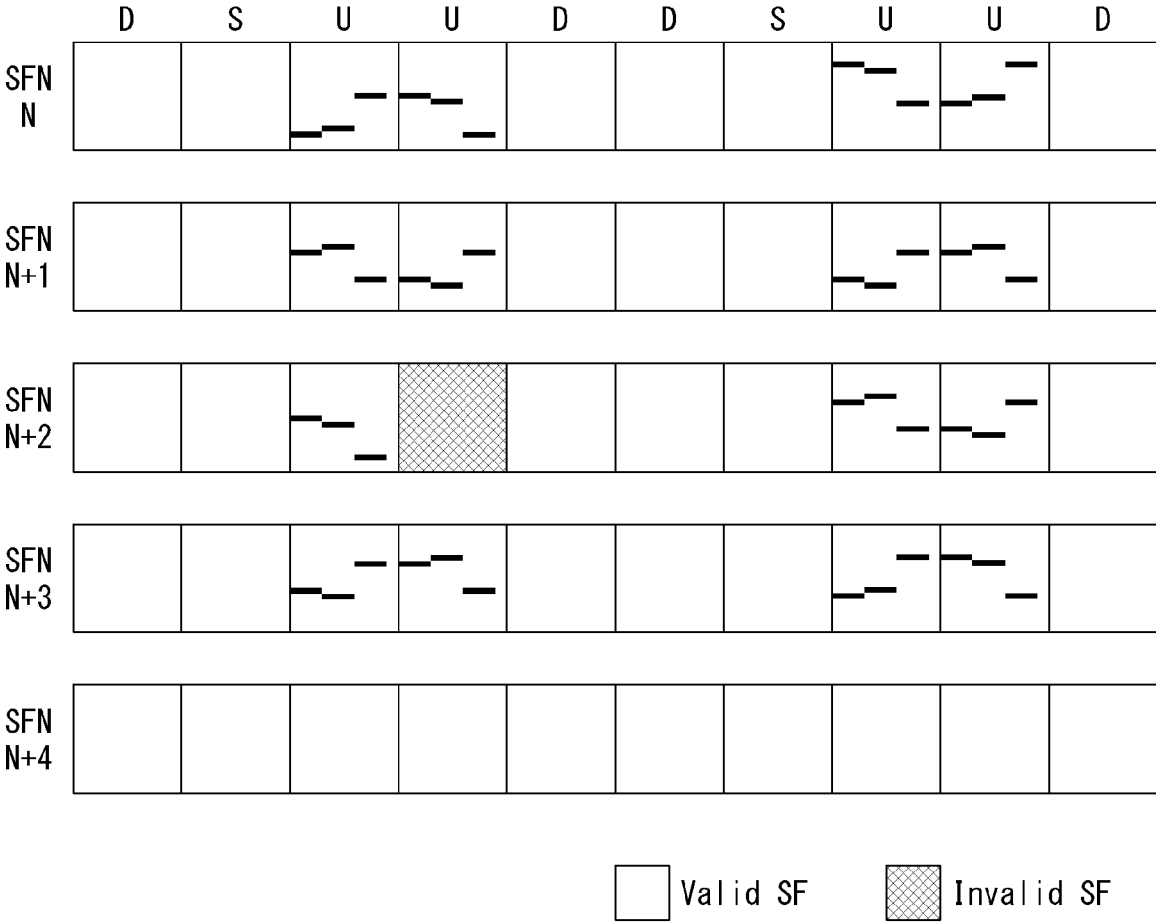 D S U U D D S U U D
SFN
N
SFN
N+1
SFN
N+2
SFN
N+3
SFN
N+4
Valid SF Invalid SF